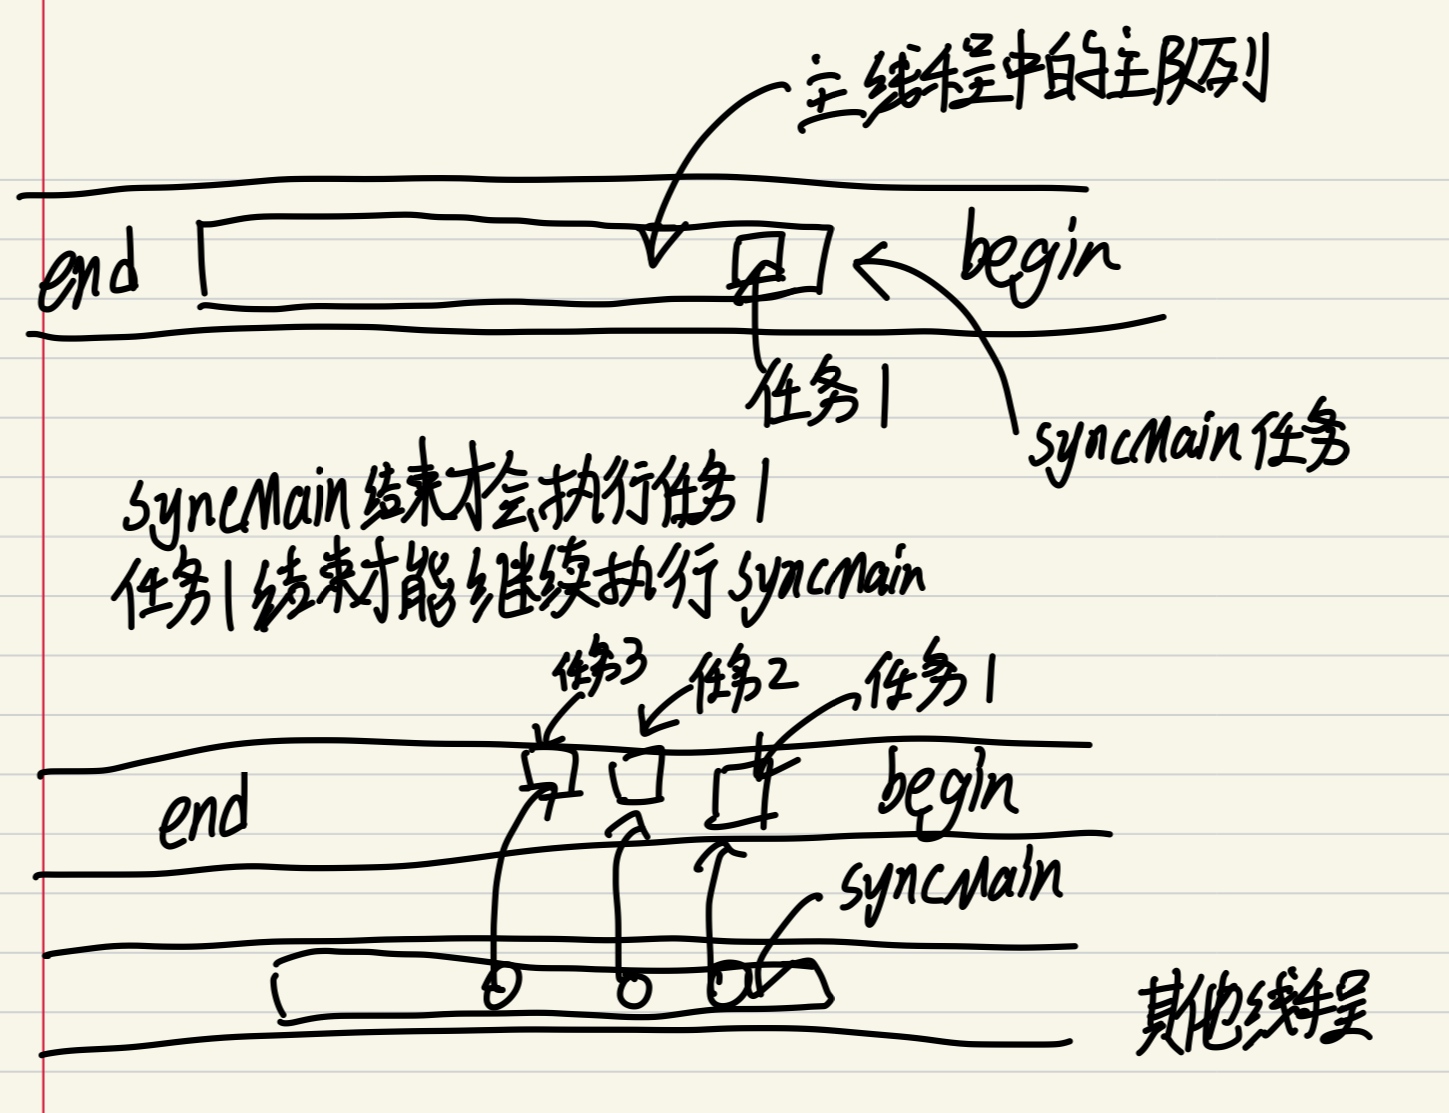 主线程中的主队列
end
begin
任务1
syncMain任务
syncMain结束才会执行任务1
任务1结束才能继续执行syncMain
任务3
任务2
任务1
end
begin
syncMain
其他线程